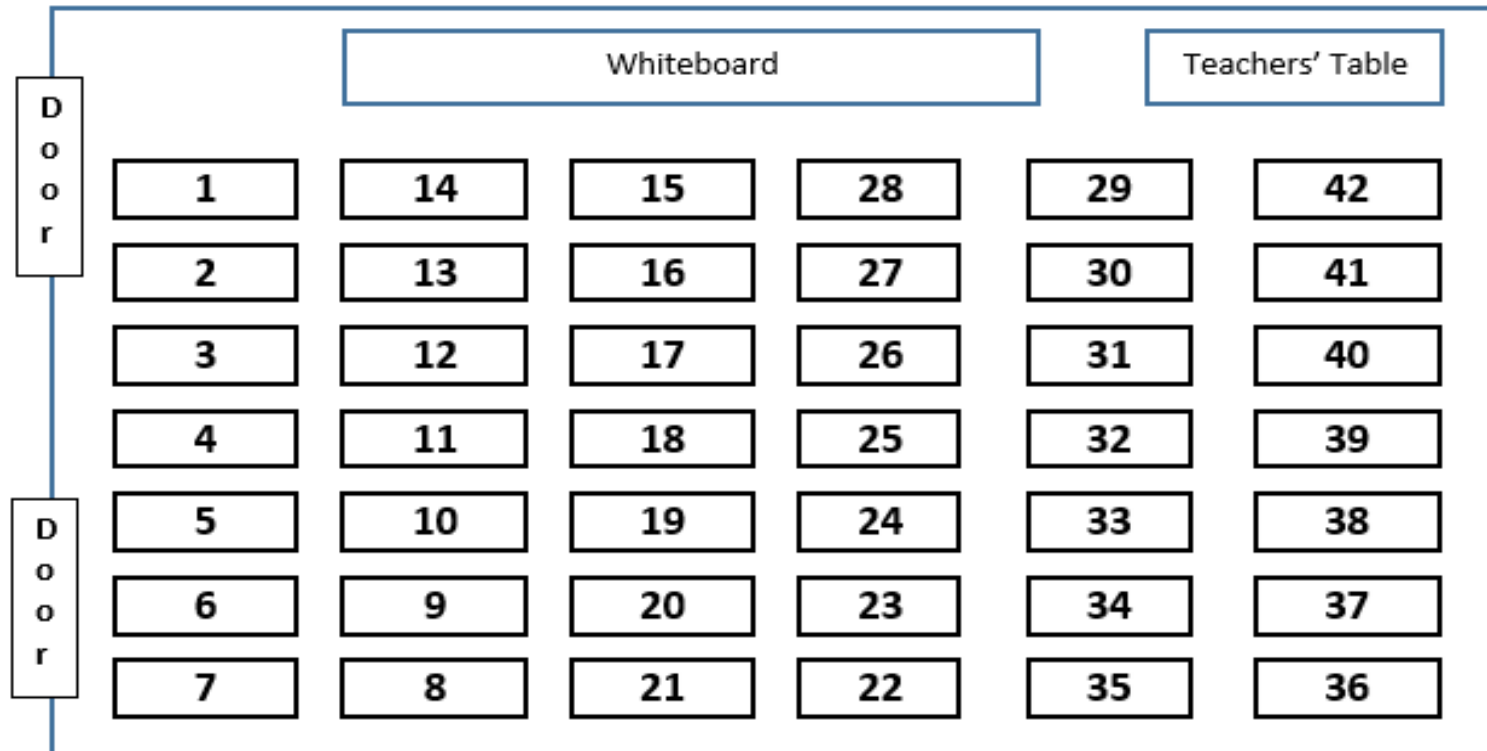 Whiteboard Teachers' Table
D
o
o
r
1 14 15 28 29 42
2 13 16 27 30 41
3 12 17 26 31 40
4 11 18 25 32 39
D
o
o
r
5 10 19 24 33 38
6 9 20 23 34 37
7 8 21 22 35 36